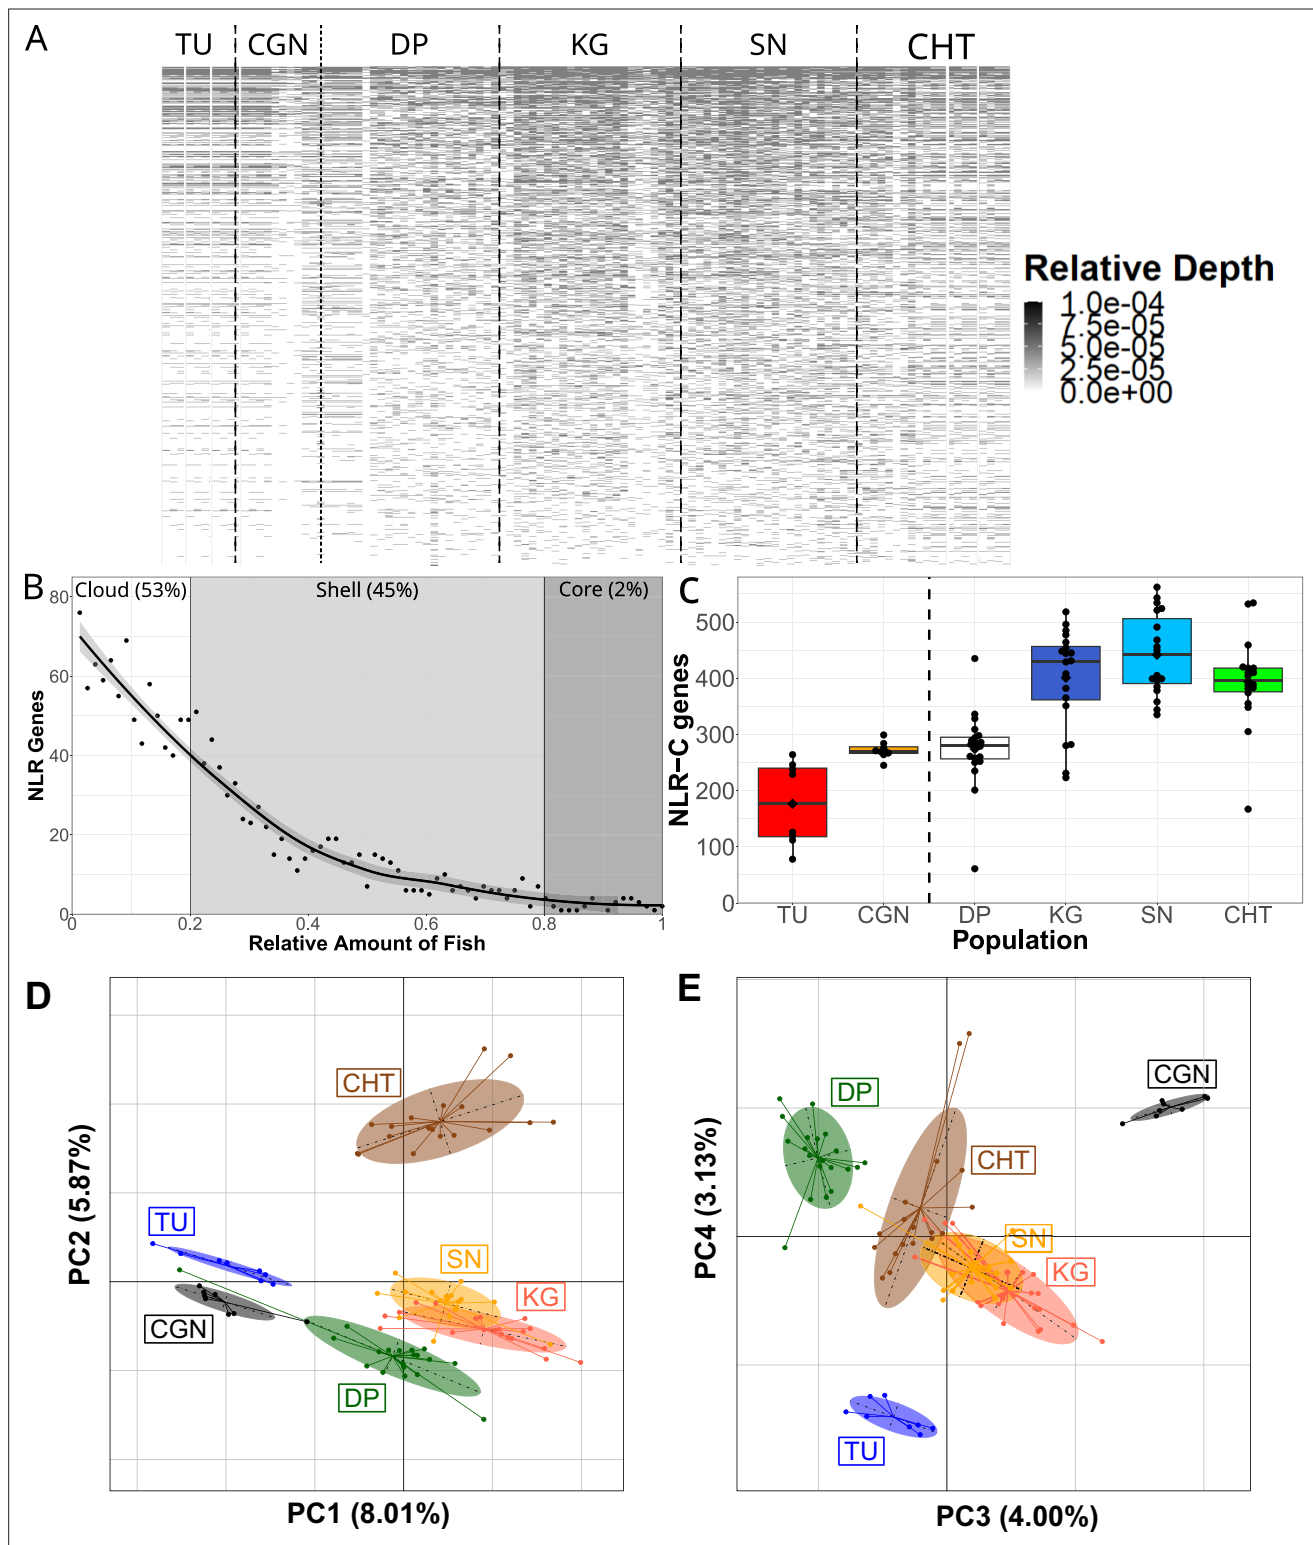 A
TU CGN DP KG SN CHT
Relative Depth
1.0e-04
7.5e-05
5.0e-05
2.5e-05
0.0e+00
B
Cloud (53%) Shell (45%) Core (2%)
NLR Genes
80
60
40
20
0
0 0.2 0.4 0.6 0.8 1
Relative Amount of Fish
C
NLR-C genes
500
400
300
200
100
0
TU CGN DP KG SN CHT
Population
D
CHT
TU
SN
KG
CGN
DP
PC2 (5.87%)
PC1 (8.01%)
E
CGN
DP
CHT
SN
KG
TU
PC4 (3.13%)
PC3 (4.00%)